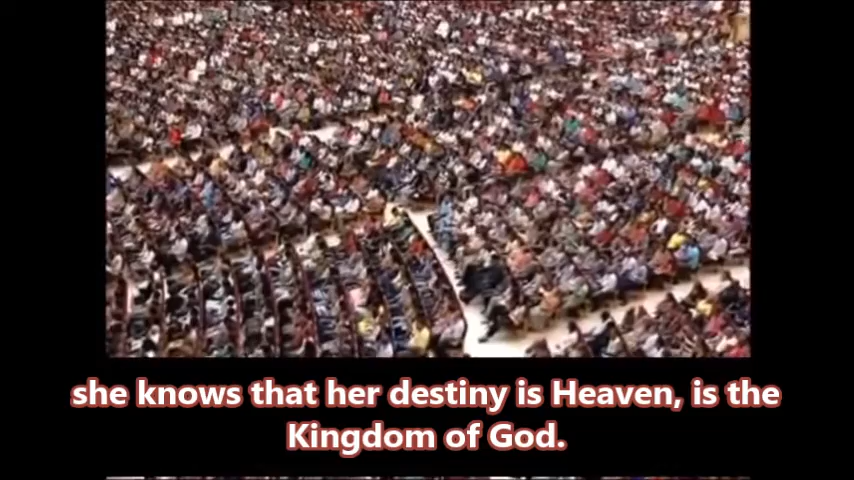 she knows that her destiny is Heaven, is the
Kingdom of God.